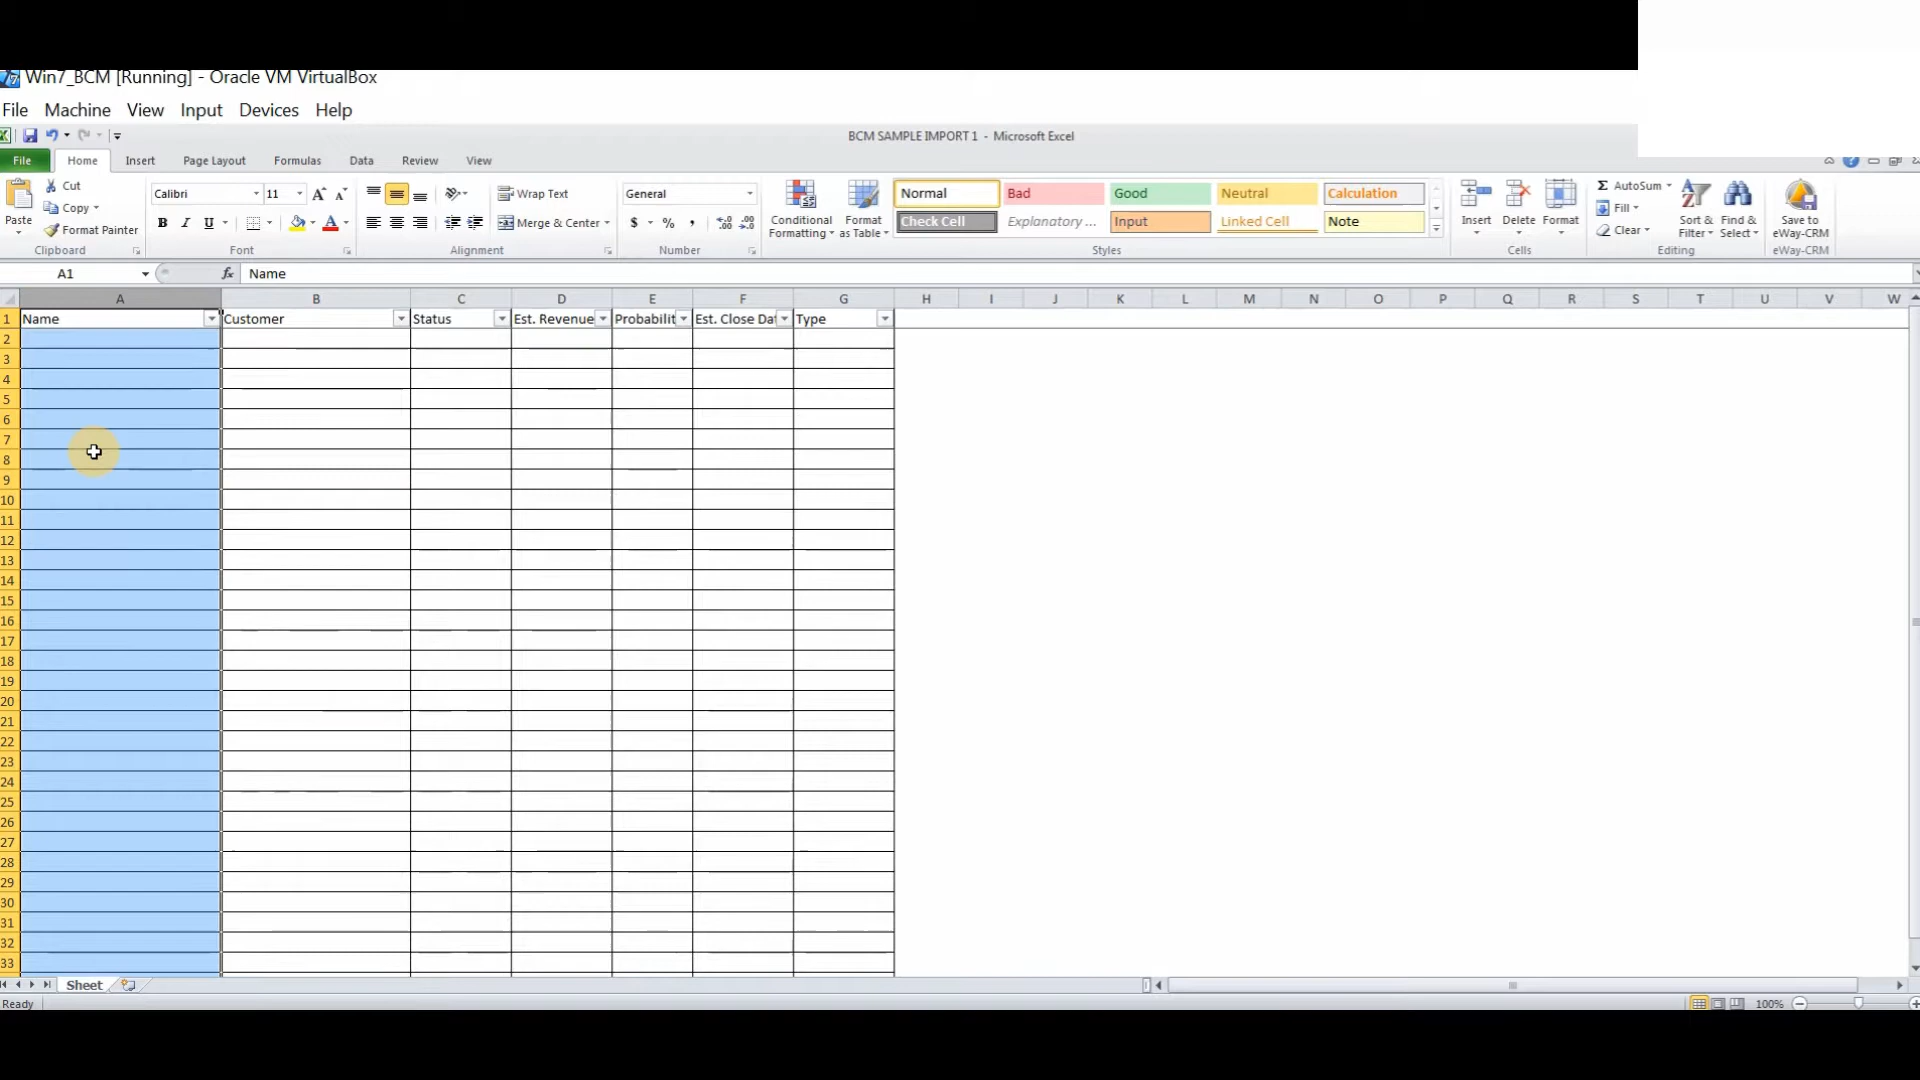 Win7_BCM [Running] - Oracle VM VirtualBox
File Machine View Input Devices Help
BCM SAMPLE IMPORT 1 - Microsoft Excel
File Home Insert Page Layout Formulas Data Review View
Cut
Copy
Format Painter
Paste
Clipboard
Calibri 11
B I U A
Font
Wrap Text
Merge & Center
Alignment
General
$ % ,
Number
Conditional Formatting
Format as Table
Normal Bad Good Neutral Calculation
Check Cell Explanatory ... Input Linked Cell Note
Styles
Insert Delete Format
Cells
Σ AutoSum
Fill
Clear
Sort & Filter
Find & Select
Editing
Save to eWay-CRM
eWay-CRM
A1 fx Name
A B C D E F G H I J K L M N O P Q R S T U V W
1 Name Customer Status Est. Revenue Probabilit Est. Close Dat Type
2
3
4
5
6
7
8
9
10
11
12
13
14
15
16
17
18
19
20
21
22
23
24
25
26
27
28
29
30
31
32
33
Sheet
Ready 100%